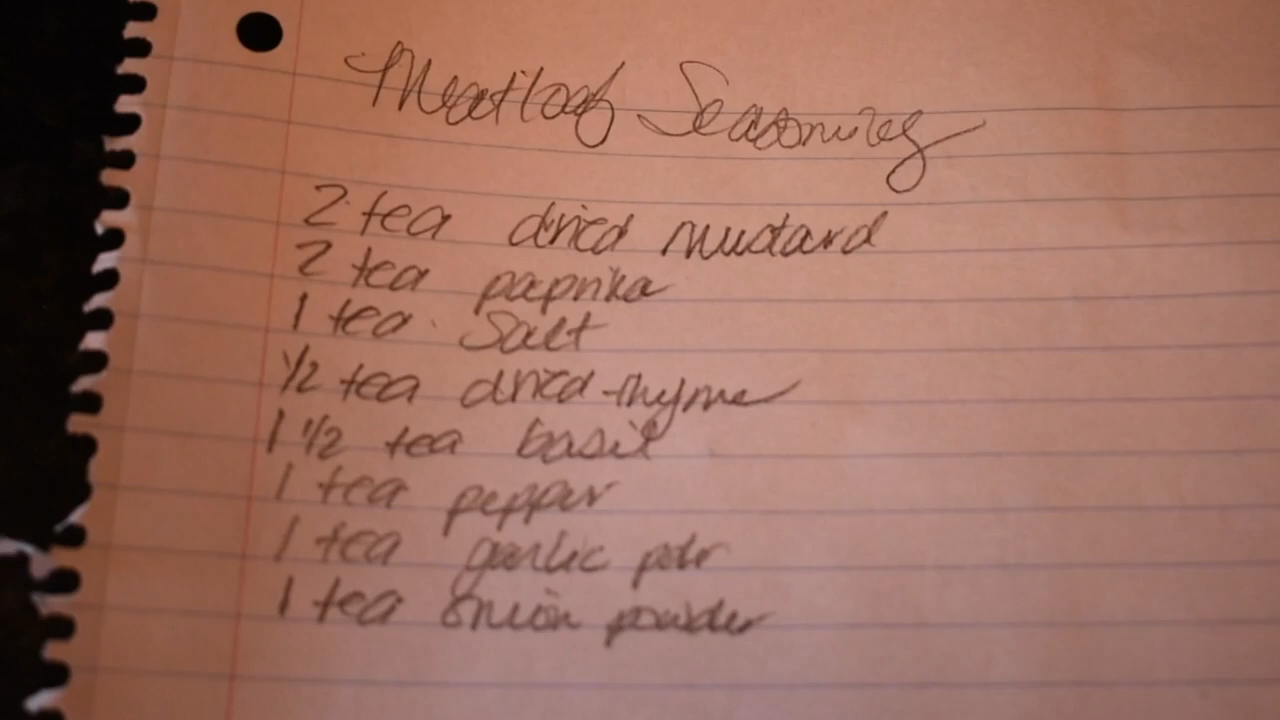 Meatloaf Seasoning
2 tea dried mustard
2 tea paprika
1 tea. Salt
1/2 tea dried thyme
1 1/2 tea basil
1 tea pepper
1 tea garlic pdr
1 tea onion powder